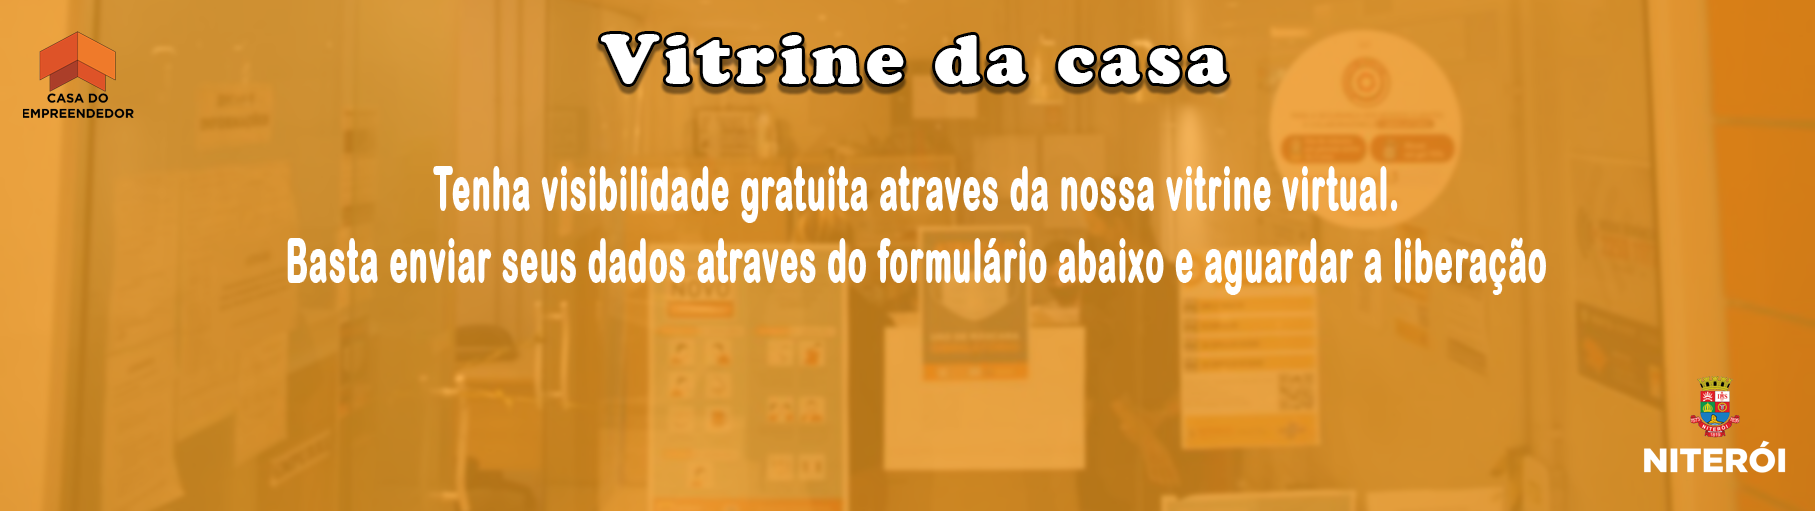 Vitrine da casa
CASA DO
EMPREENDEDOR
Tenha visibilidade gratuita atraves da nossa vitrine virtual.
Basta enviar seus dados atraves do formulário abaixo e aguardar a liberação
NITERÓI
NITERÓI